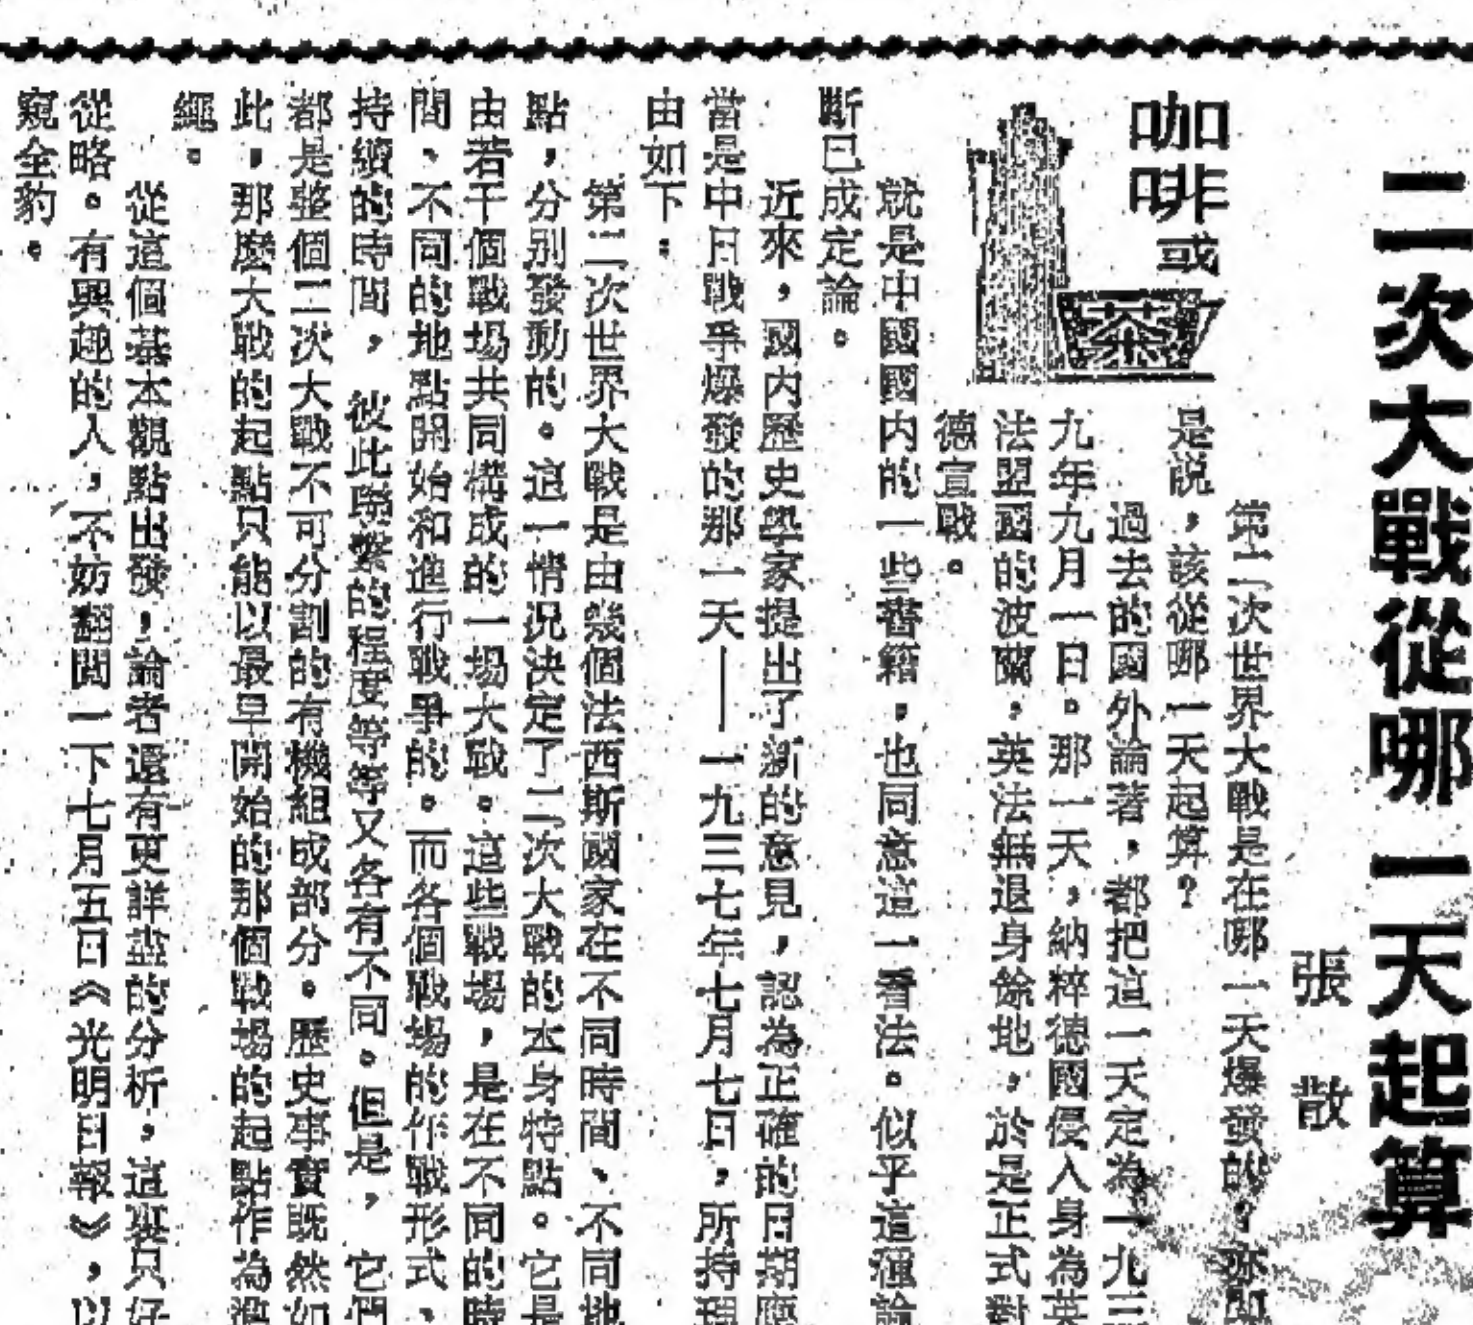 二次大戰從哪一天起算
張散
咖啡或
茶
第二次世界大戰是在哪一天爆發的?亦即
是説,該從哪一天起算?
過去的國外論著,都把這一天定為一九三
九年九月一日。那一天,納粹德國侵入身為英
法盟國的波蘭,英法無退身餘地,於是正式對
德宣戰。
就是中國國内的一些書籍,也同意這一看法。似乎這種論
斷已成定論。
近來,國内歷史學家提出了新的意見,認為正確的日期應
當是中日戰爭爆發的那一天——一九三七年七月七日,所持理
由如下:
第二次世界大戰是由幾個法西斯國家在不同時間、不同地
點,分别發動的。這一情況決定了二次大戰的本身特點。它是
由若干個戰場共同構成的一場大戰。這些戰場,是在不同的時
間、不同的地點開始和進行戰爭的。而各個戰場的作戰形式、
持續的時間,彼此聯繫的程度等等又各有不同。但是,它們
都是整個二次大戰不可分割的有機組成部分。歷史事實既然如
此,那麼大戰的起點只能以最早開始的那個戰場的起點作為準
繩。
從這個基本觀點出發,論者還有更詳盡的分析,這裏只好
從略。有興趣的人,不妨翻閲一下七月五日《光明日報》,以
窺全豹。